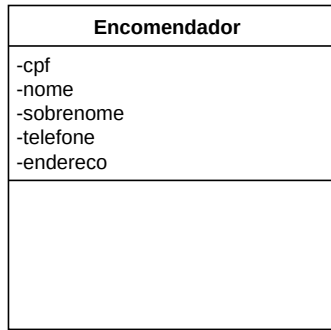 Encomendador
-cpf
-nome
-sobrenome
-telefone
-endereco